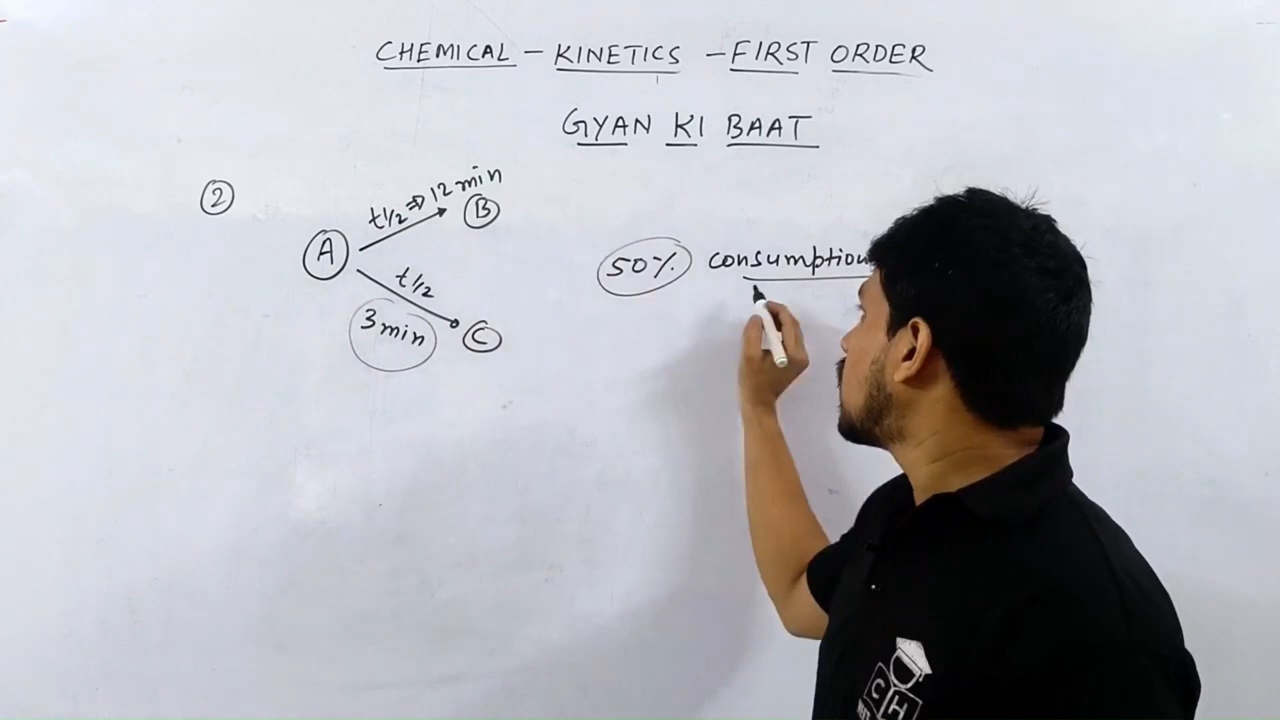 CHEMICAL - KINETICS - FIRST ORDER
GYAN KI BAAT
2
t1/2 ⇒ 12 min
B
A
t1/2
3 min
C
50% consumption
C H